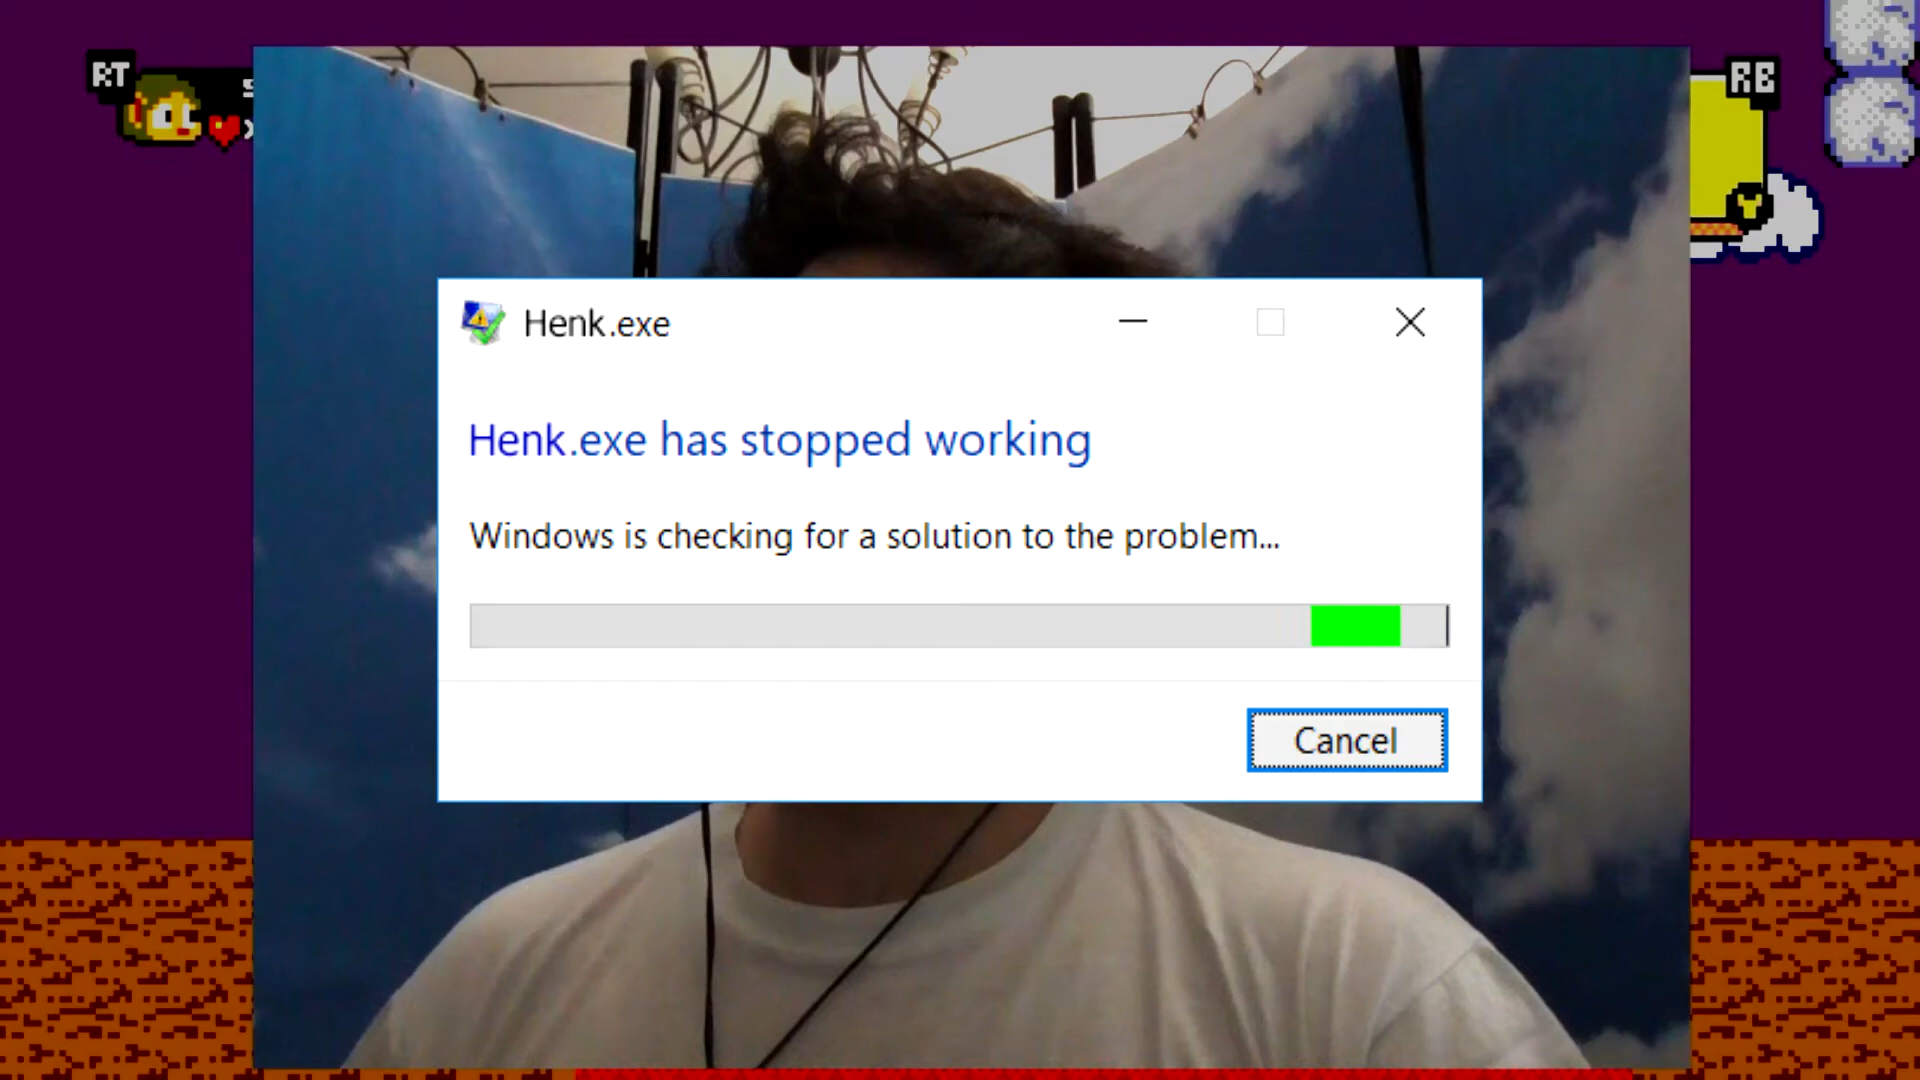 RT
RB
Henk.exe
Henk.exe has stopped working
Windows is checking for a solution to the problem...
Cancel